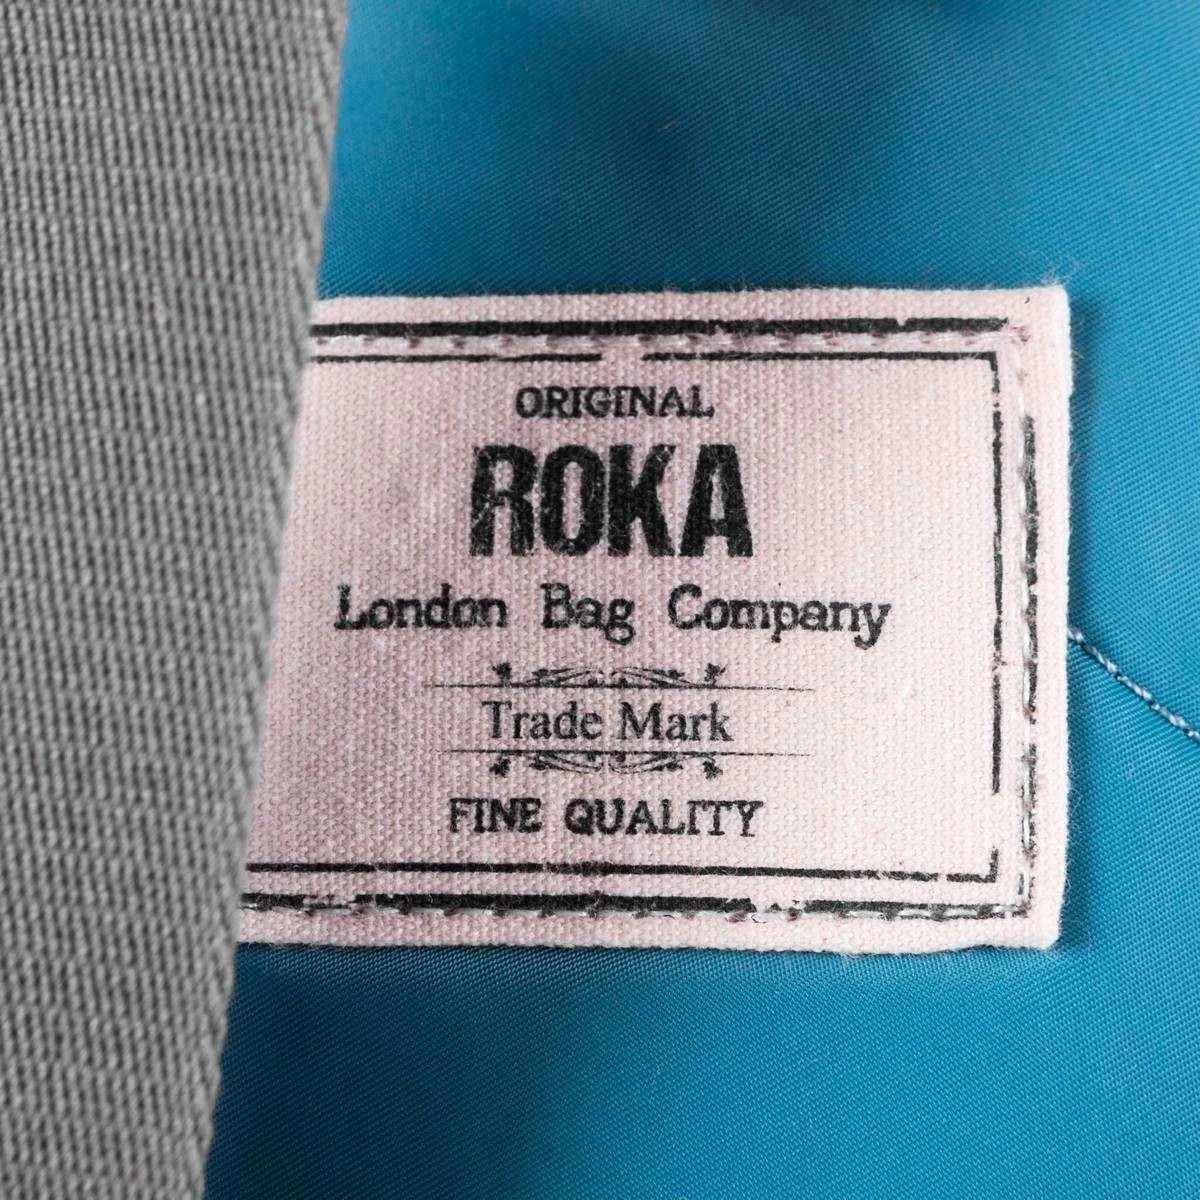 ORIGINAL
ROKA
London Bag Company
Trade Mark
FINE QUALITY